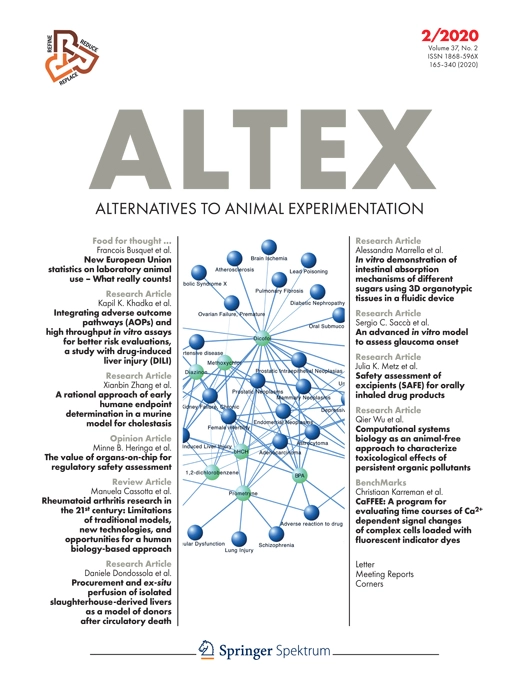 REFINE
REDUCE
REPLACE
2/2020
Volume 37, No. 2
ISSN 1868-596X
165–340 (2020)
ALTEX
ALTERNATIVES TO ANIMAL EXPERIMENTATION
Food for thought ...
Francois Busquet et al.
New European Union
statistics on laboratory animal
use – What really counts!
Research Article
Kapil K. Khadka et al.
Integrating adverse outcome
pathways (AOPs) and
high throughput in vitro assays
for better risk evaluations,
a study with drug-induced
liver injury (DILI)
Research Article
Xianbin Zhang et al.
A rational approach of early
humane endpoint
determination in a murine
model for cholestasis
Opinion Article
Minne B. Heringa et al.
The value of organs-on-chip for
regulatory safety assessment
Review Article
Manuela Cassotta et al.
Rheumatoid arthritis research in
the 21st century: Limitations
of traditional models,
new technologies, and
opportunities for a human
biology-based approach
Research Article
Daniele Dondossola et al.
Procurement and ex-situ
perfusion of isolated
slaughterhouse-derived livers
as a model of donors
after circulatory death
Brain Ischemia
Atherosclerosis
Lead Poisoning
bolic Syndrome X
Pulmonary Fibrosis
Diabetic Nephropathy
Ovarian Failure, Premature
Oral Submuco
Dicofol
rtensive disease
Methoxychlor
Diazinon
Prostatic Intraepithelial Neoplasias
Prostatic Neoplasms
Mammary Neoplasms
Kidney Failure, Chronic
Depressi
Female infertility
Endometrial Neoplasms
Induced Liver Injury
Astrocytoma
Adenocarcinoma
1,2-dichlorobenzene
BPA
Prometryne
Adverse reaction to drug
ular Dysfunction
Lung Injury
Schizophrenia
Research Article
Alessandra Marrella et al.
In vitro demonstration of
intestinal absorption
mechanisms of different
sugars using 3D organotypic
tissues in a fluidic device
Research Article
Sergio C. Saccà et al.
An advanced in vitro model
to assess glaucoma onset
Research Article
Julia K. Metz et al.
Safety assessment of
excipients (SAFE) for orally
inhaled drug products
Research Article
Qier Wu et al.
Computational systems
biology as an animal-free
approach to characterize
toxicological effects of
persistent organic pollutants
BenchMarks
Christiaan Karreman et al.
CaFFEE: A program for
evaluating time courses of Ca2+
dependent signal changes
of complex cells loaded with
fluorescent indicator dyes
Letter
Meeting Reports
Corners
Springer Spektrum